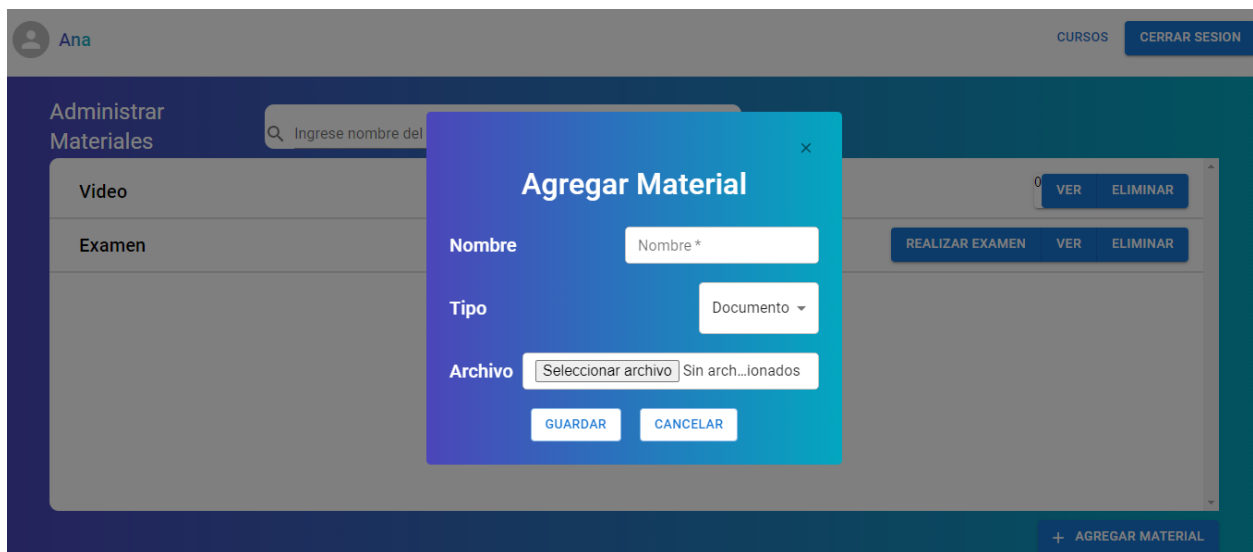 Ana
CURSOS
CERRAR SESION
Administrar
Materiales
Ingrese nombre del
Agregar Material
Video
0
VER
ELIMINAR
Nombre
Nombre *
Examen
REALIZAR EXAMEN
VER
ELIMINAR
Tipo
Documento
Archivo
Seleccionar archivo
Sin arch...ionados
GUARDAR
CANCELAR
+ AGREGAR MATERIAL